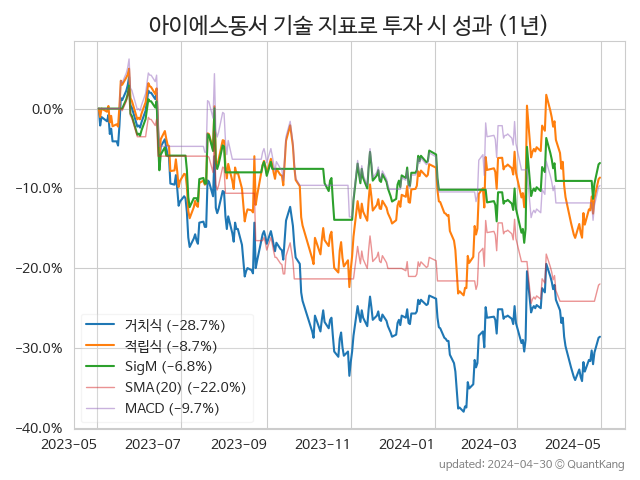 아이에스동서 기술 지표로 투자 시 성과 (1년)
0.0%
−10.0%
−20.0%
−30.0%
−40.0%
거치식 (−28.7%)
적립식 (−8.7%)
SigM (−6.8%)
SMA(20) (−22.0%)
MACD (−9.7%)
2023−05 2023−07 2023−09 2023−11 2024−01 2024−03 2024−05
updated: 2024−04−30 © QuantKang